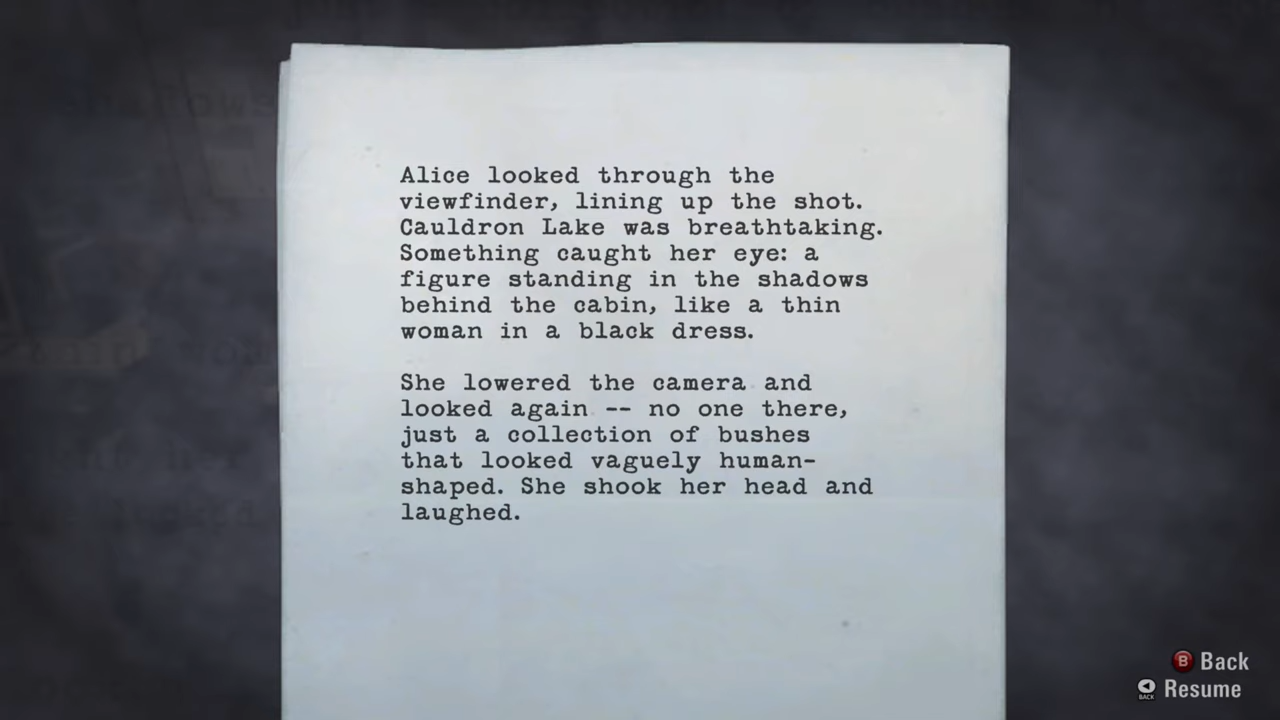 Alice looked through the
viewfinder, lining up the shot.
Cauldron Lake was breathtaking.
Something caught her eye: a
figure standing in the shadows
behind the cabin, like a thin
woman in a black dress.
She lowered the camera and
looked again -- no one there,
just a collection of bushes
that looked vaguely human-
shaped. She shook her head and
laughed.
B Back
BACK Resume